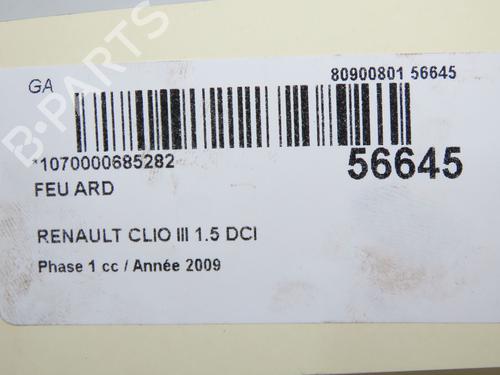 GA
80900801 56645
*1070000685282
56645
FEU ARD
RENAULT CLIO III 1.5 DCI
Phase 1 cc / Année 2009
B-PARTS